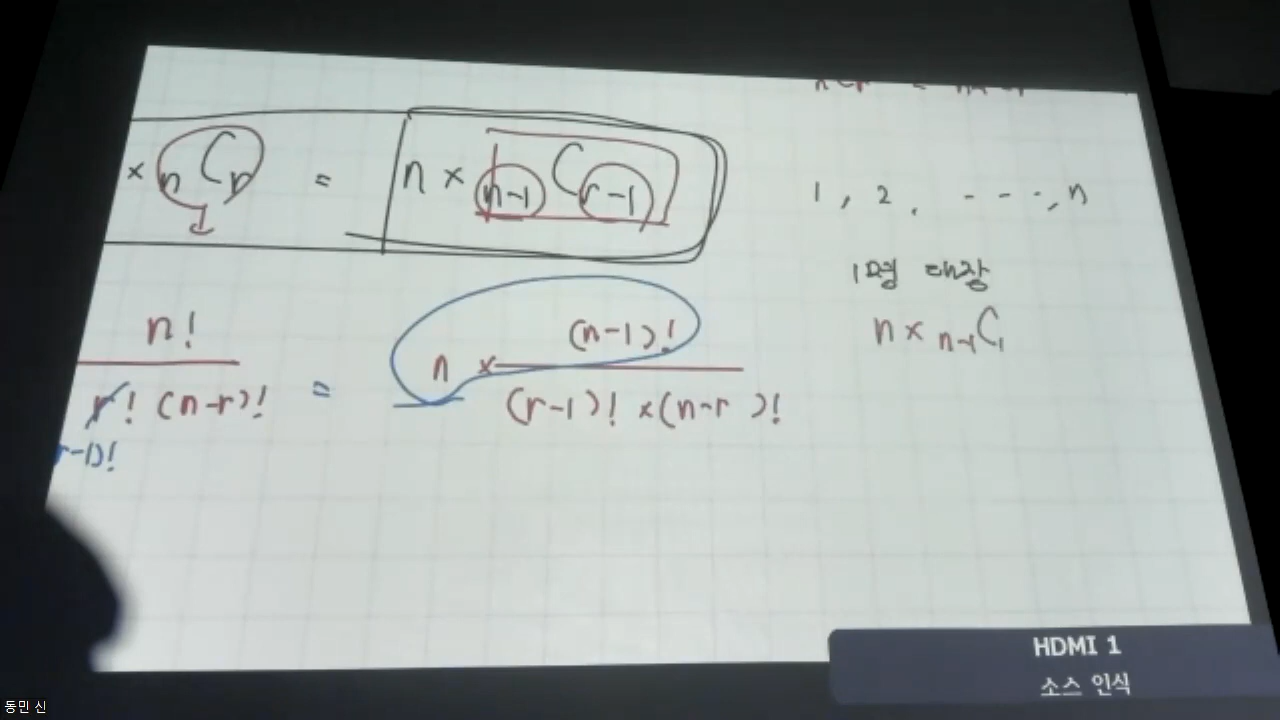 × nCr = n × n-1Cr-1
1, 2, - - - ·, n
1명 대장
n × n-1C1
n!
r! (n-r)!
r-1)!
=
n × (n-1)!
(r-1)! × (n-r )!
HDMI 1
소스 인식
동민 신